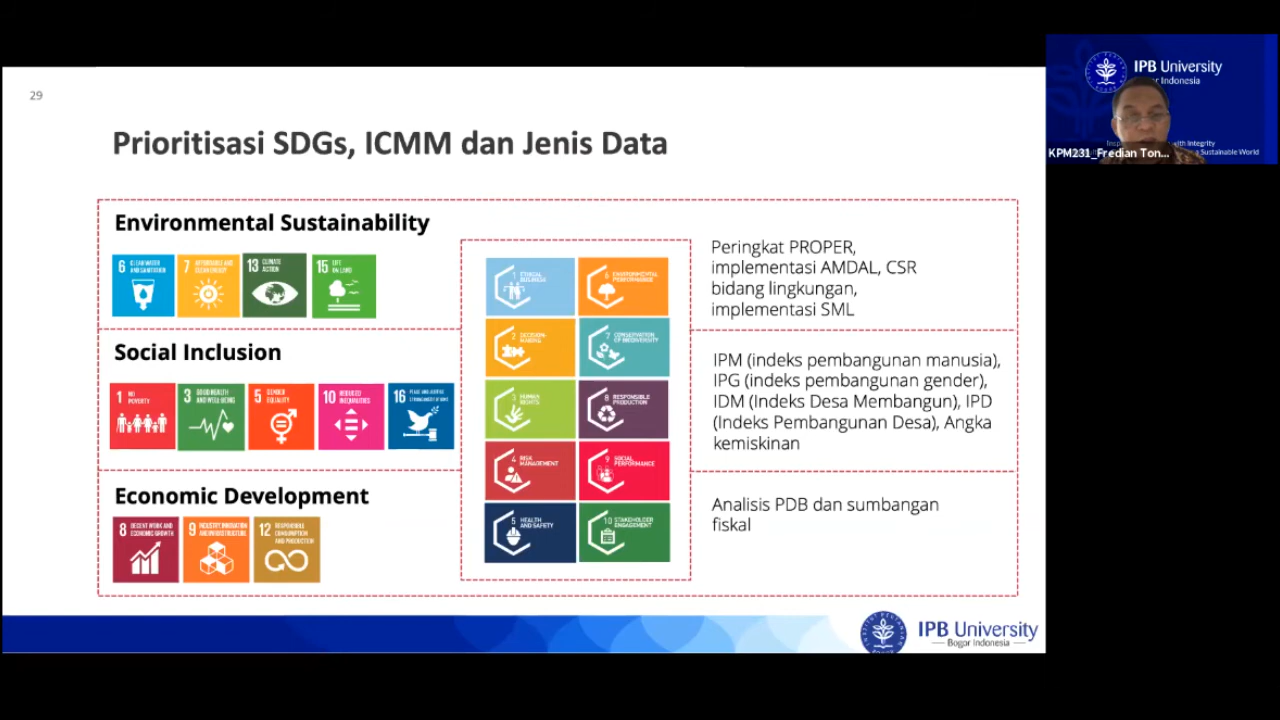 29
Prioritisasi SDGs, ICMM dan Jenis Data
Environmental Sustainability
6 CLEAN WATER
AND SANITATION
7 AFFORDABLE AND
CLEAN ENERGY
13 CLIMATE
ACTION
15 LIFE
ON LAND
Social Inclusion
1 NO
POVERTY
3 GOOD HEALTH
AND WELL-BEING
5 GENDER
EQUALITY
10 REDUCED
INEQUALITIES
16 PEACE AND JUSTICE
Economic Development
8 DECENT WORK AND
ECONOMIC GROWTH
9 INDUSTRY, INNOVATION
AND INFRASTRUCTURE
12 RESPONSIBLE
CONSUMPTION
AND PRODUCTION
1 ETHICAL
BUSINESS
6 ENVIRONMENTAL
PERFORMANCE
2 DECISION-
MAKING
7 CONSERVATION
OF BIODIVERSITY
3 HUMAN
RIGHTS
8 RESPONSIBLE
PRODUCTION
4 RISK
MANAGEMENT
9 SOCIAL
PERFORMANCE
5 HEALTH
AND SAFETY
10 STAKEHOLDER
ENGAGEMENT
Peringkat PROPER,
implementasi AMDAL, CSR
bidang lingkungan,
implementasi SML
IPM (indeks pembangunan manusia),
IPG (indeks pembangunan gender),
IDM (Indeks Desa Membangun), IPD
(Indeks Pembangunan Desa), Angka
kemiskinan
Analisis PDB dan sumbangan
fiskal
IPB University
Bogor Indonesia
IPB University
Indonesia
with Integrity
a Sustainable World
KPM231_Fredian Ton...